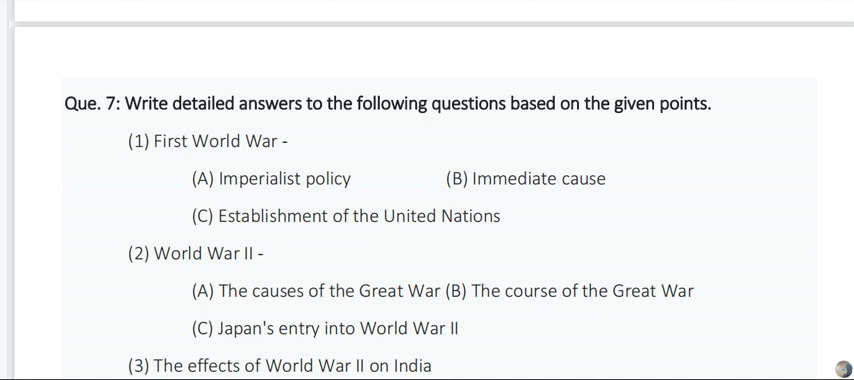 Que. 7: Write detailed answers to the following questions based on the given points.
(1) First World War -
(A) Imperialist policy (B) Immediate cause
(C) Establishment of the United Nations
(2) World War II -
(A) The causes of the Great War (B) The course of the Great War
(C) Japan's entry into World War II
(3) The effects of World War II on India